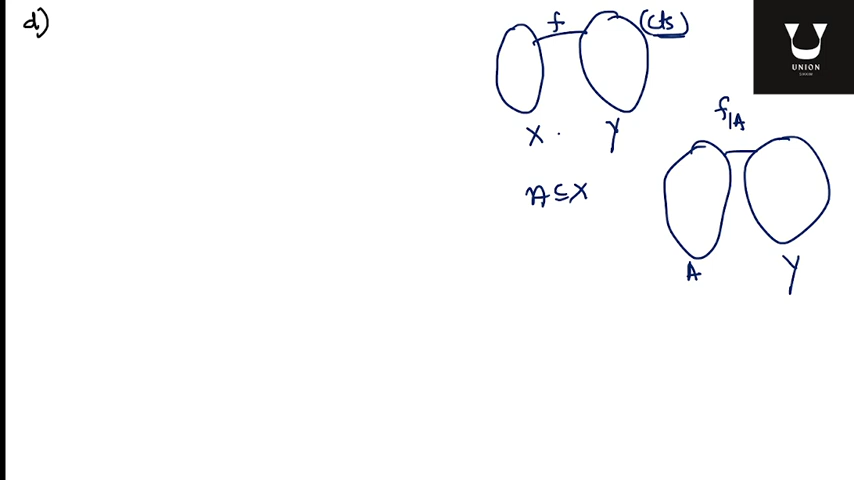 d)
f (cts)
UNION
X Y
f|A
A ⊆ X
A Y